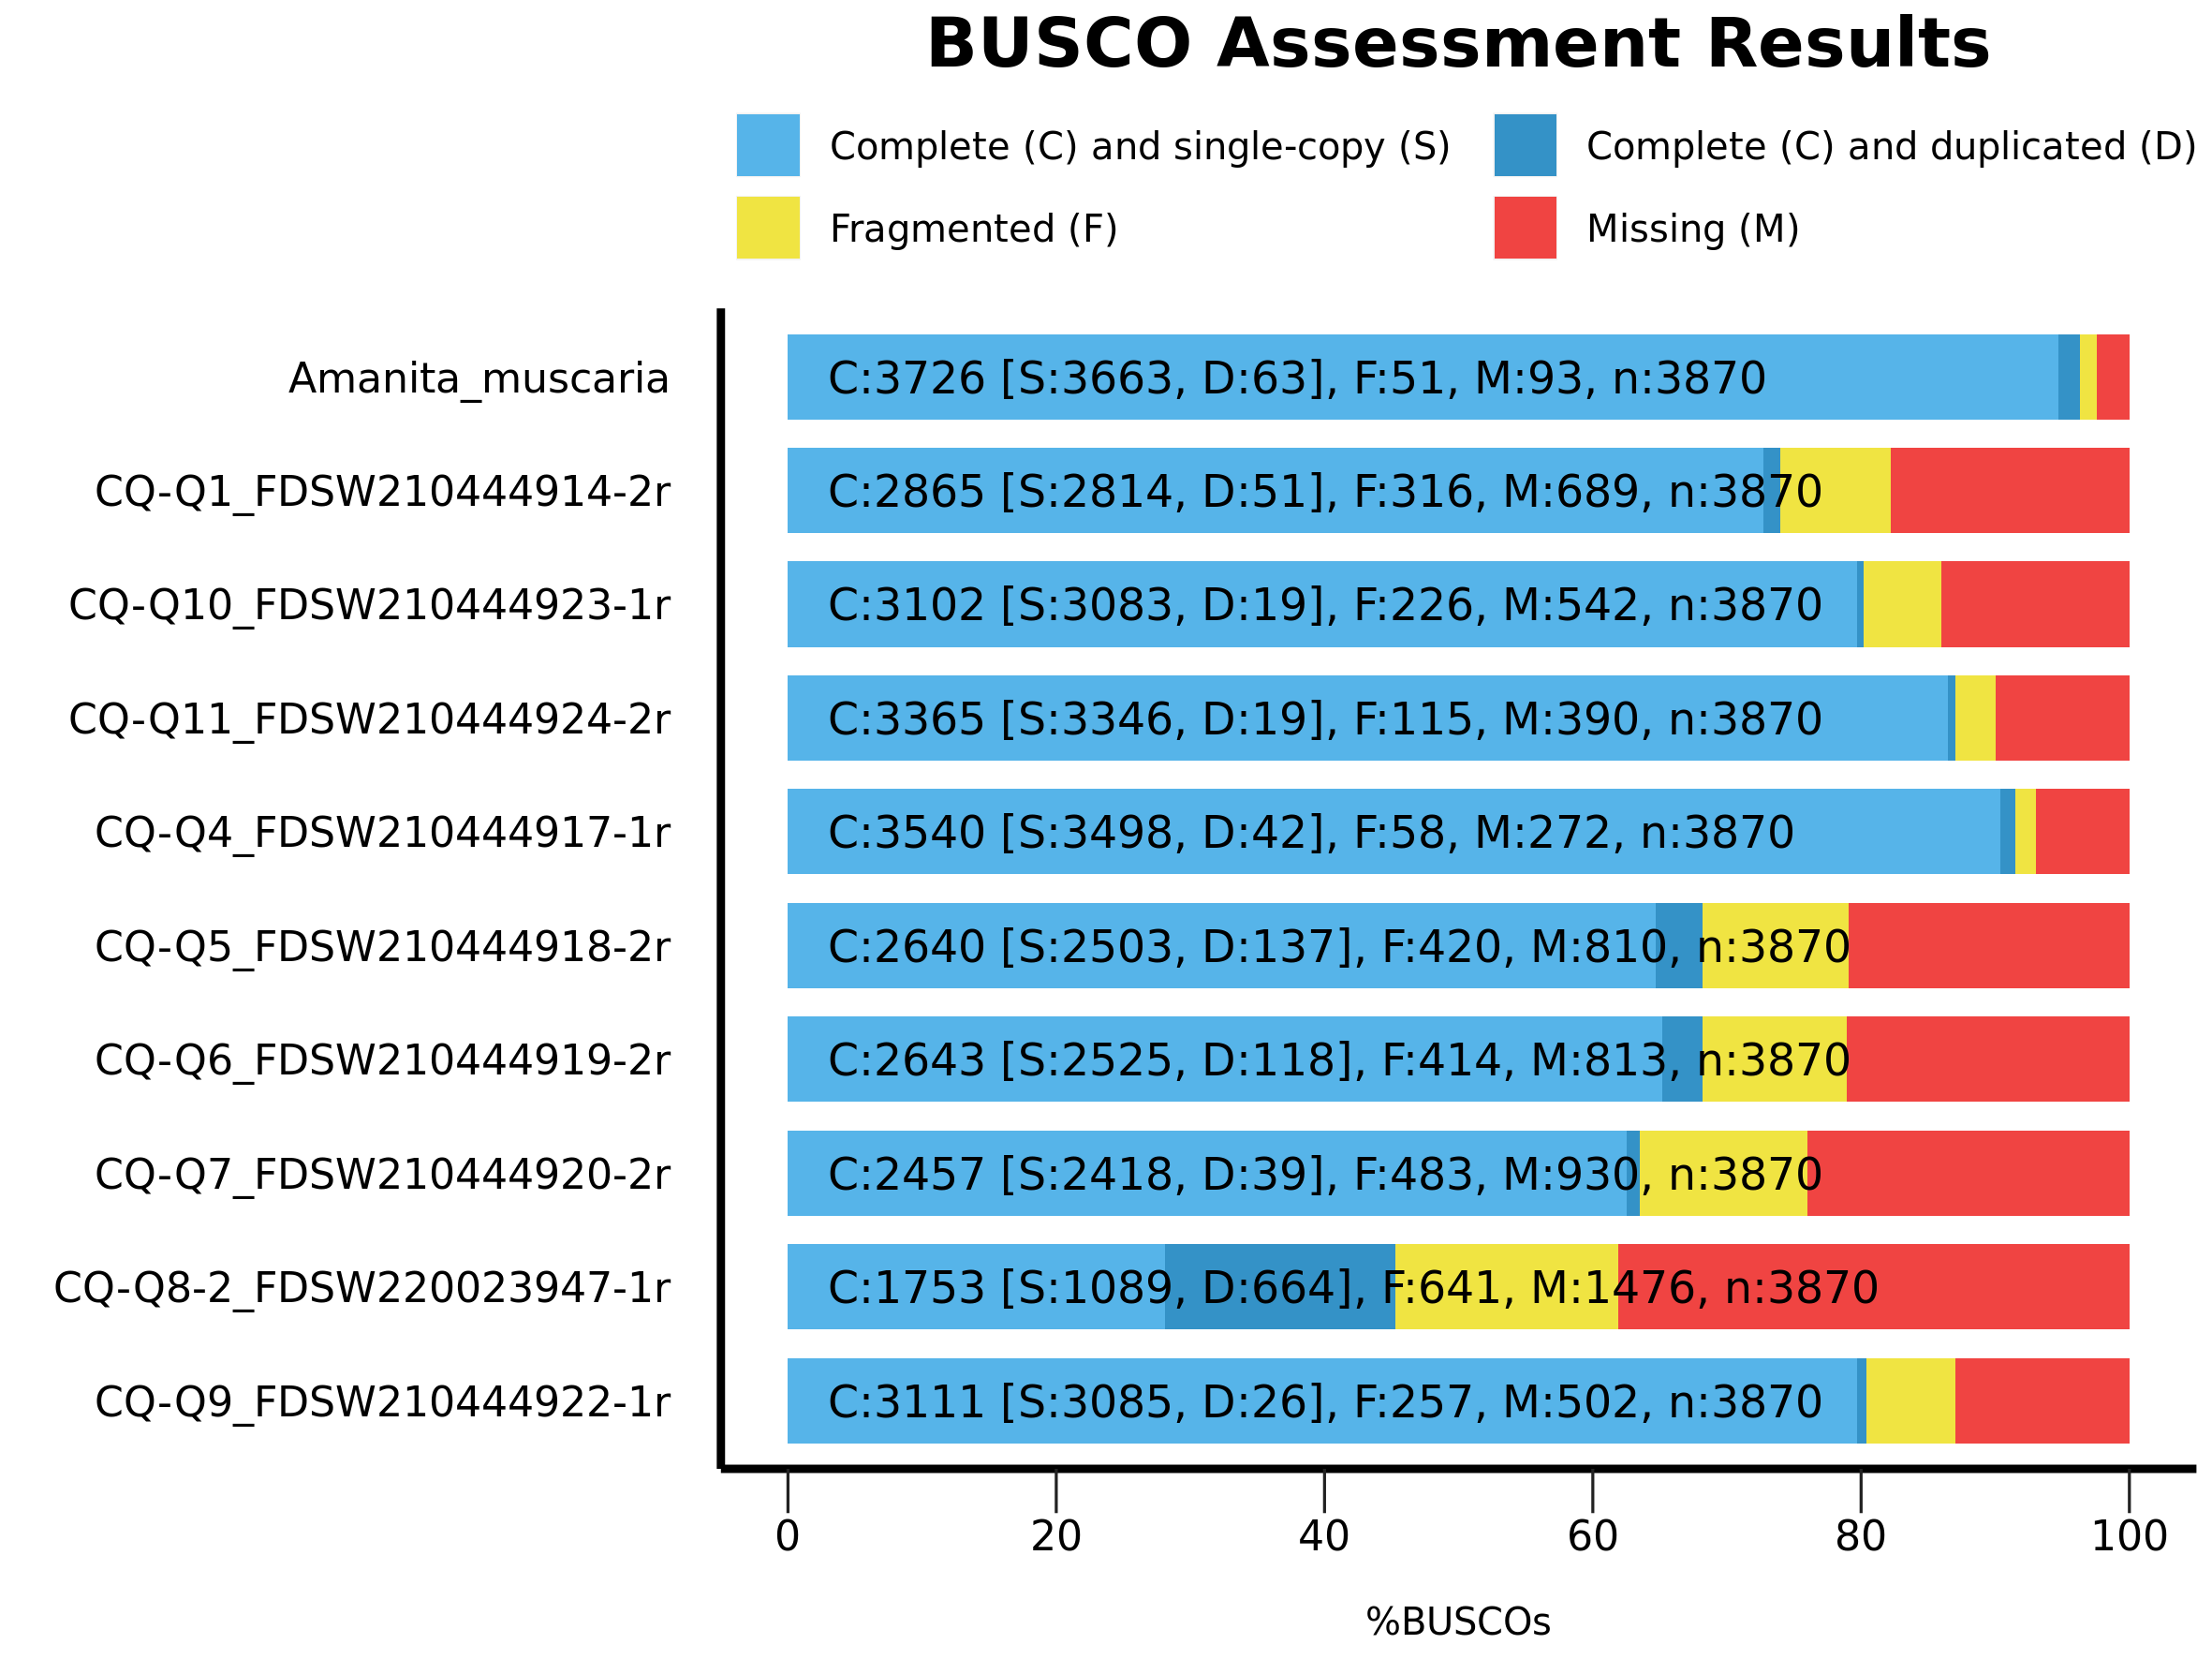 BUSCO Assessment Results
Complete (C) and single-copy (S) Complete (C) and duplicated (D)
Fragmented (F) Missing (M)
Amanita_muscaria C:3726 [S:3663, D:63], F:51, M:93, n:3870
CQ-Q1_FDSW210444914-2r C:2865 [S:2814, D:51], F:316, M:689, n:3870
CQ-Q10_FDSW210444923-1r C:3102 [S:3083, D:19], F:226, M:542, n:3870
CQ-Q11_FDSW210444924-2r C:3365 [S:3346, D:19], F:115, M:390, n:3870
CQ-Q4_FDSW210444917-1r C:3540 [S:3498, D:42], F:58, M:272, n:3870
CQ-Q5_FDSW210444918-2r C:2640 [S:2503, D:137], F:420, M:810, n:3870
CQ-Q6_FDSW210444919-2r C:2643 [S:2525, D:118], F:414, M:813, n:3870
CQ-Q7_FDSW210444920-2r C:2457 [S:2418, D:39], F:483, M:930, n:3870
CQ-Q8-2_FDSW220023947-1r C:1753 [S:1089, D:664], F:641, M:1476, n:3870
CQ-Q9_FDSW210444922-1r C:3111 [S:3085, D:26], F:257, M:502, n:3870
0 20 40 60 80 100
%BUSCOs